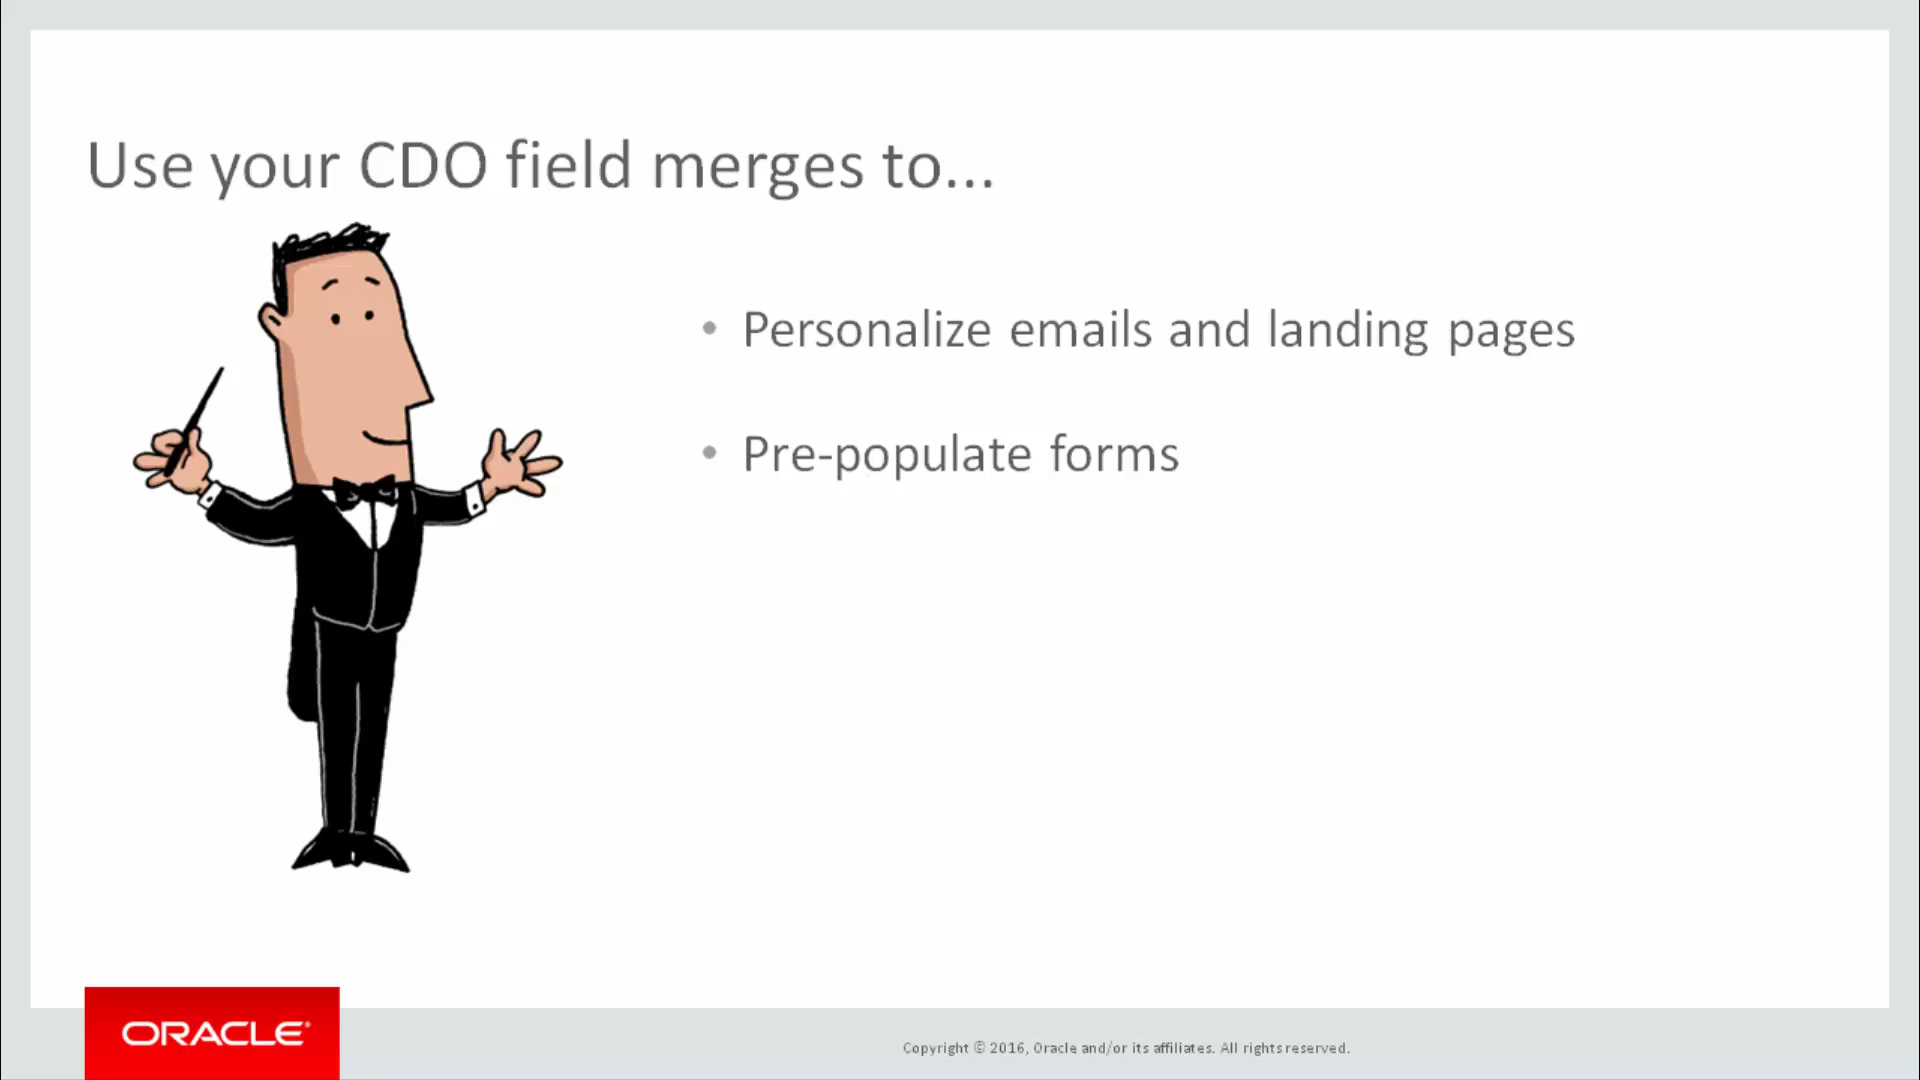 Use your CDO field merges to...
• Personalize emails and landing pages
• Pre-populate forms
ORACLE®
Copyright © 2016, Oracle and/or its affiliates. All rights reserved.